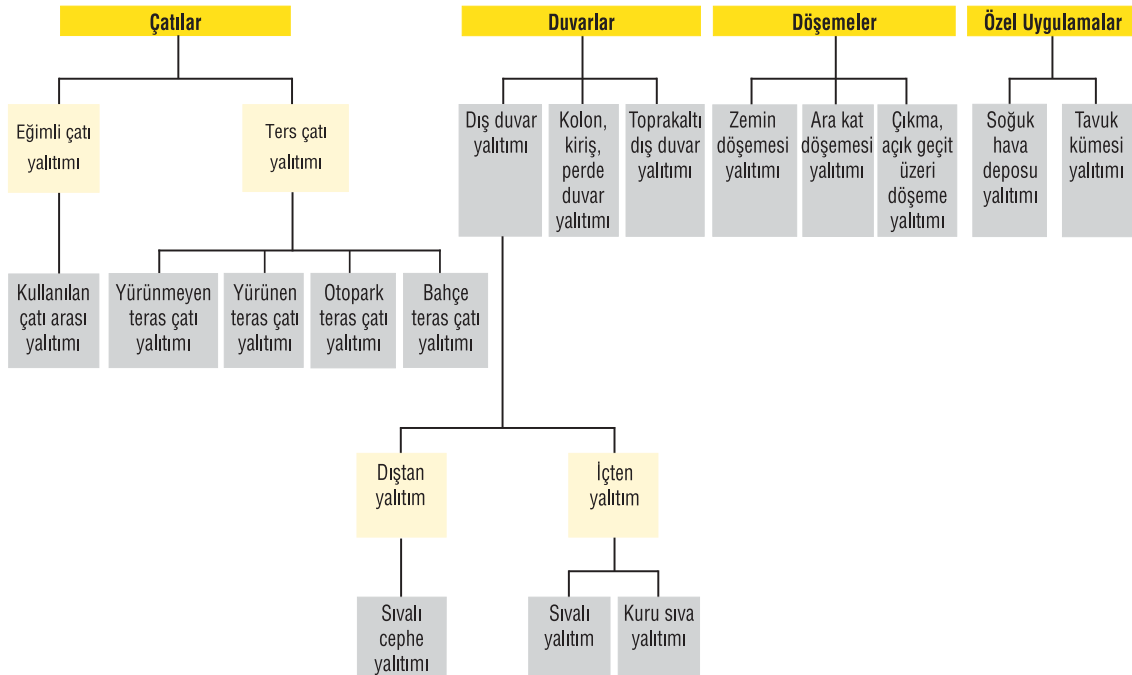 Çatılar
Duvarlar
Döşemeler
Özel Uygulamalar
Eğimli çatı
yalıtımı
Ters çatı
yalıtımı
Dış duvar
yalıtımı
Kolon,
kiriş,
perde
duvar
yalıtımı
Toprakaltı
dış duvar
yalıtımı
Zemin
döşemesi
yalıtımı
Ara kat
döşemesi
yalıtımı
Çıkma,
açık geçit
üzeri
döşeme
yalıtımı
Soğuk
hava
deposu
yalıtımı
Tavuk
kümesi
yalıtımı
Kullanılan
çatı arası
yalıtımı
Yürünmeyen
teras çatı
yalıtımı
Yürünen
teras çatı
yalıtımı
Otopark
teras çatı
yalıtımı
Bahçe
teras çatı
yalıtımı
Dıştan
yalıtım
İçten
yalıtım
Sıvalı
cephe
yalıtımı
Sıvalı
yalıtım
Kuru sıva
yalıtımı